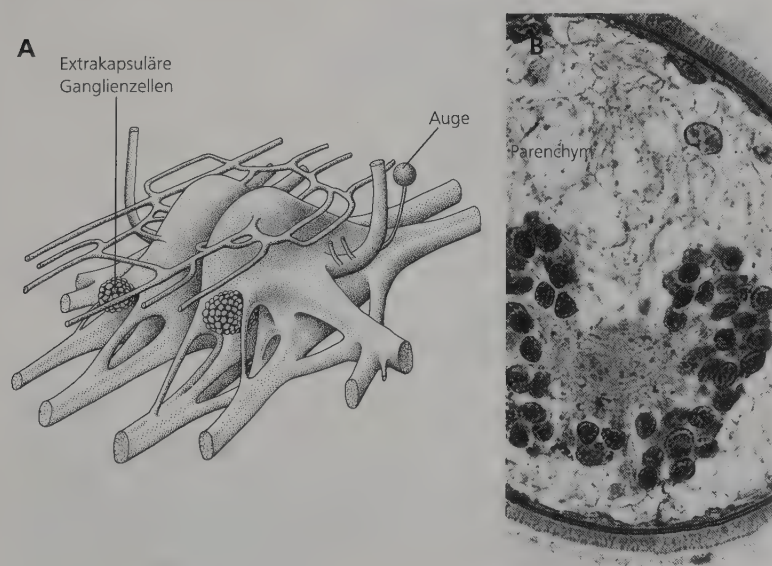 A
Extrakapsuläre
Ganglienzellen
Auge
B
Parenchym